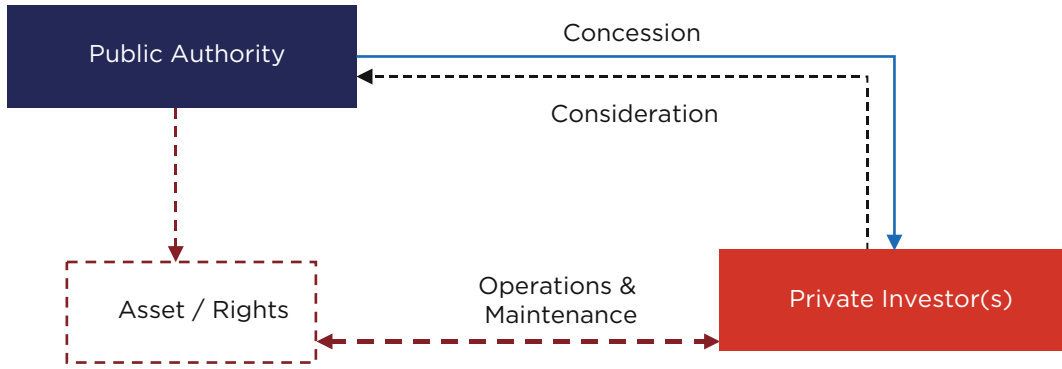 Public Authority
Concession
Consideration
Asset / Rights
Operations &
Maintenance
Private Investor(s)